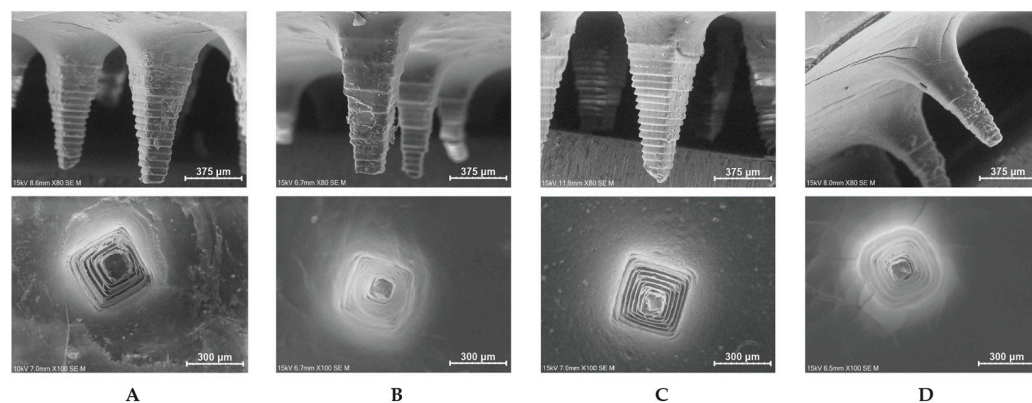 375 µm
15kV 8.6mm X80 SE M
375 µm
15kV 6.7mm X80 SE M
375 µm
15kV 11.9mm X80 SE M
375 µm
15kV 8.0mm X80 SE M
300 µm
10kV 7.0mm X100 SE M
300 µm
15kV 6.7mm X100 SE M
300 µm
15kV 7.0mm X100 SE M
300 µm
15kV 6.5mm X100 SE M
A
B
C
D